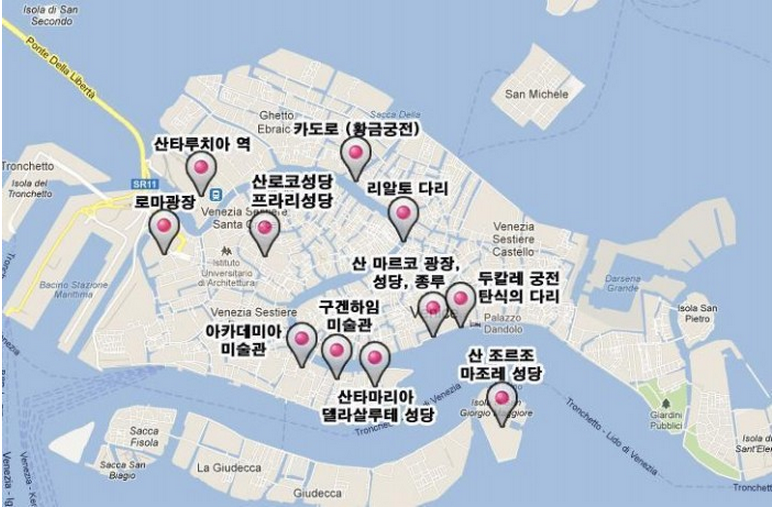 Isola di San
Secondo
Ponte Della Libertà
Ghetto
Ebraic
Sacca Della
San Michele
카도로 (황금궁전)
산타루치아 역
Tronchetto
Isola del
Tronchetto
SR11
산로코성당
프라리성당
리알토 다리
로마광장
Venezia Sestiere
Santa
Istituto
Universitario
di Architettura
Venezia
Sestiere
Castello
산 마르코 광장,
성당, 종루
두칼레 궁전
탄식의 다리
Bacino Stazione
Marittima
Darsena
Grande
Isola San
Pietro
Venezia Sestiere
구겐하임
미술관
아카데미아
미술관
Palazzo
Dandolo
산 조르조
마조레 성당
산타마리아
델라살루테 성당
Giorgio Maggiore
Giardini
Pubblici
Tronchetto - Lido di Venezia
Sacca
Fisola
Sacca San
Biagio
La Giudecca
Giudecca
Isola di
Sant'Elen
Tronchett